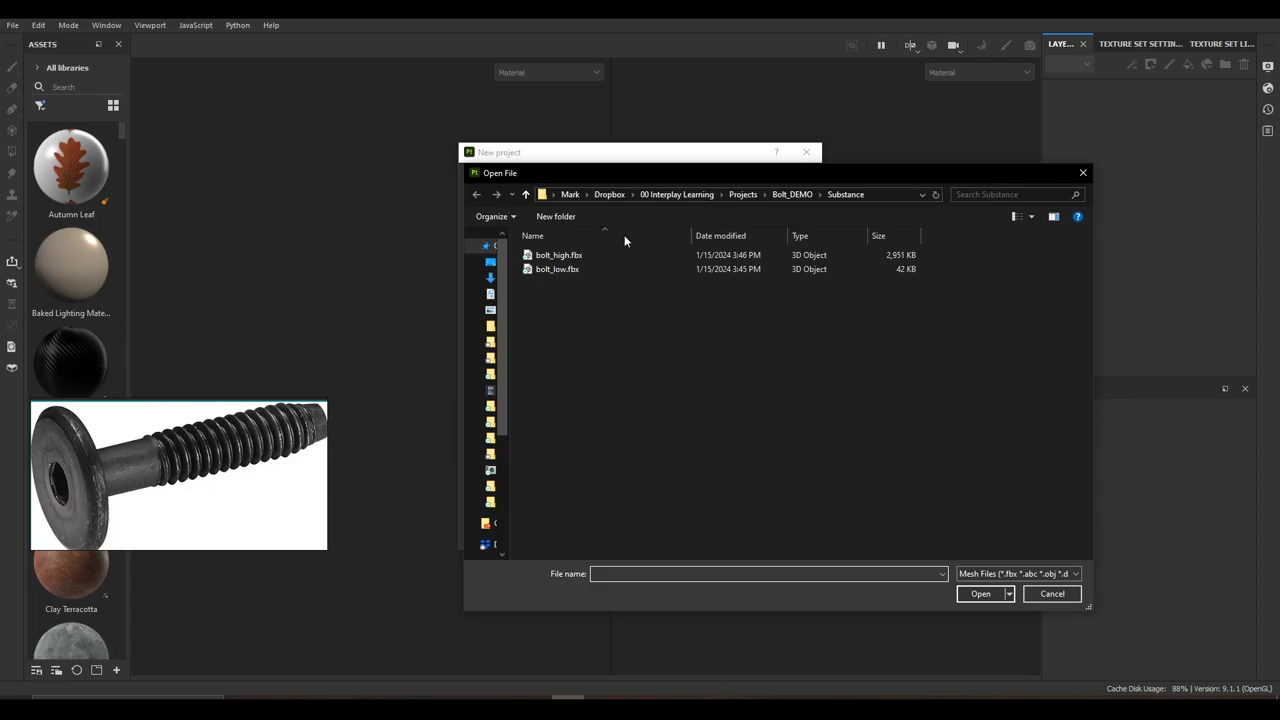 File Edit Mode Window Viewport JavaScript Python Help
ASSETS
All libraries
Search
Autumn Leaf
Baked Lighting Mate...
Clay Terracotta
Material
Material
LAYE... TEXTURE SET SETTIN... TEXTURE SET LI...
Pt New project ?
Pt Open File
Mark Dropbox 00 Interplay Learning Projects Bolt_DEMO Substance Search Substance
Organize New folder ?
Name Date modified Type Size
bolt_high.fbx 1/15/2024 3:46 PM 3D Object 2,951 KB
bolt_low.fbx 1/15/2024 3:45 PM 3D Object 42 KB
File name: Mesh Files (*.fbx *.abc *.obj *.d
Open Cancel
Cache Disk Usage: 88% | Version: 9.1.1 (OpenGL)